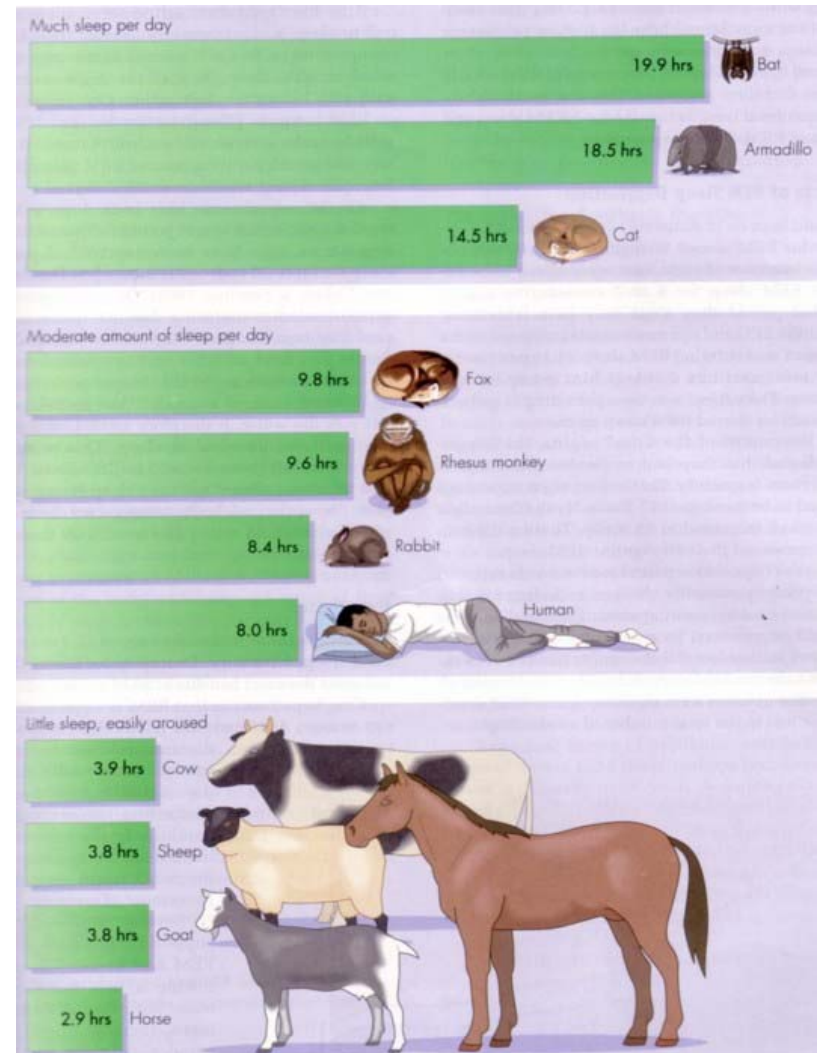 Much sleep per day
19.9 hrs Bat
18.5 hrs Armadillo
14.5 hrs Cat
Moderate amount of sleep per day
9.8 hrs Fox
9.6 hrs Rhesus monkey
8.4 hrs Rabbit
8.0 hrs Human
Little sleep, easily aroused
3.9 hrs Cow
3.8 hrs Sheep
3.8 hrs Goat
2.9 hrs Horse